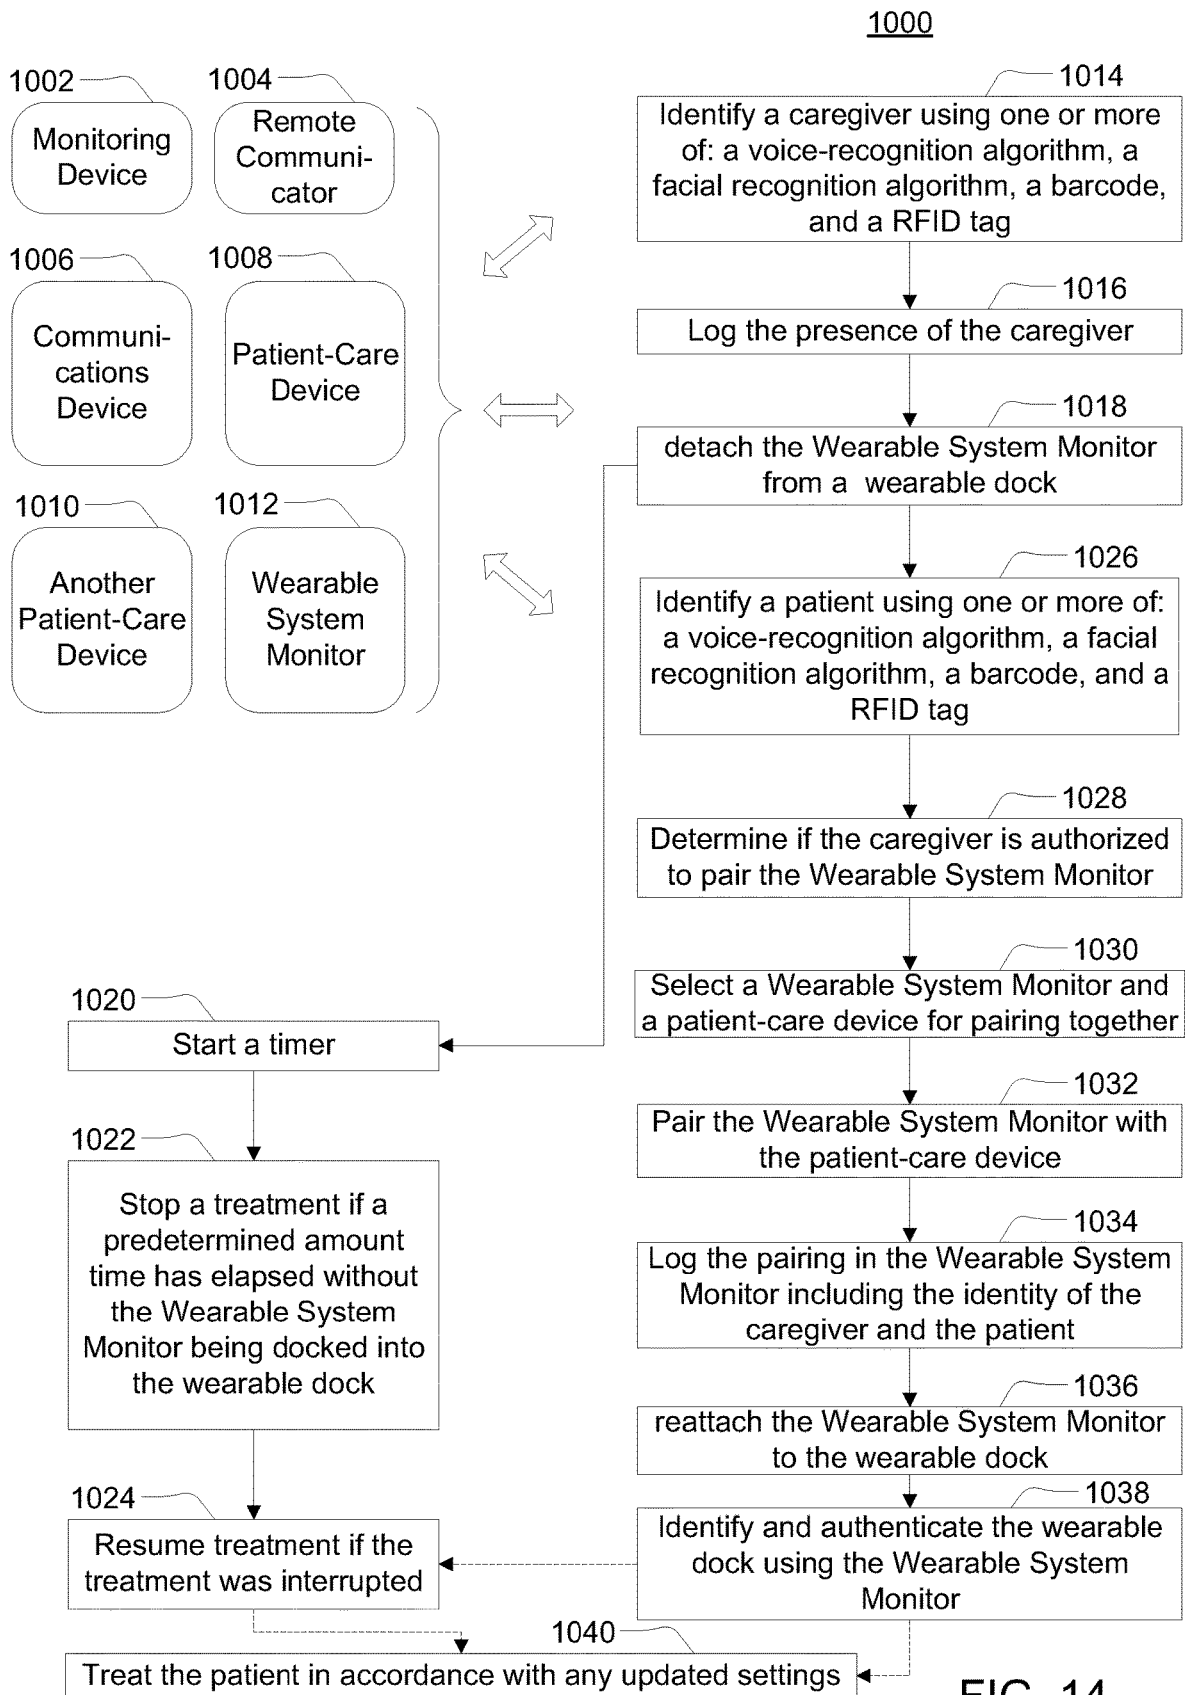 1000
1002
Monitoring
Device
1004
Remote
Communi-
cator
1006
Communi-
cations
Device
1008
Patient-Care
Device
1010
Another
Patient-Care
Device
1012
Wearable
System
Monitor
1014
Identify a caregiver using one or more
of: a voice-recognition algorithm, a
facial recognition algorithm, a barcode,
and a RFID tag
1016
Log the presence of the caregiver
1018
detach the Wearable System Monitor
from a wearable dock
1020
Start a timer
1022
Stop a treatment if a
predetermined amount
time has elapsed without
the Wearable System
Monitor being docked into
the wearable dock
1024
Resume treatment if the
treatment was interrupted
1026
Identify a patient using one or more of:
a voice-recognition algorithm, a facial
recognition algorithm, a barcode, and a
RFID tag
1028
Determine if the caregiver is authorized
to pair the Wearable System Monitor
1030
Select a Wearable System Monitor and
a patient-care device for pairing together
1032
Pair the Wearable System Monitor with
the patient-care device
1034
Log the pairing in the Wearable System
Monitor including the identity of the
caregiver and the patient
1036
reattach the Wearable System Monitor
to the wearable dock
1038
Identify and authenticate the wearable
dock using the Wearable System
Monitor
1040
Treat the patient in accordance with any updated settings
FIG. 14